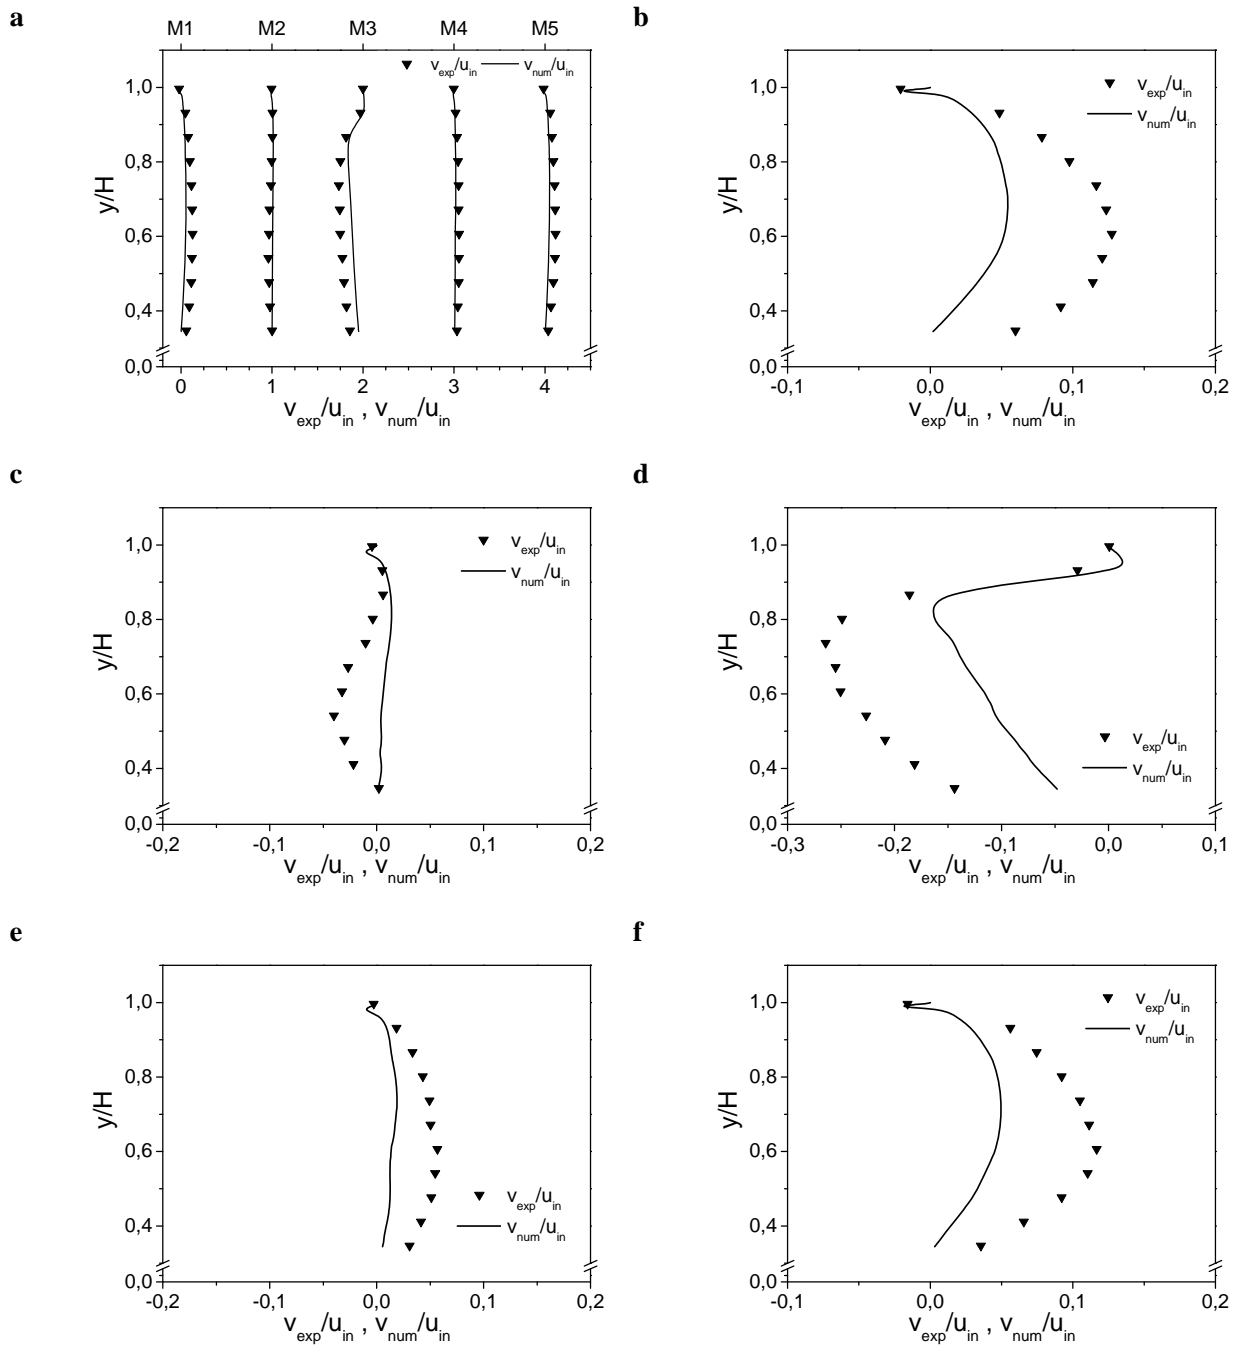 a
M1 M2 M3 M4 M5
v_exp/u_in v_num/u_in
1,0
0,8
0,6
0,4
0,0
y/H
0 1 2 3 4
v_exp/u_in , v_num/u_in
b
v_exp/u_in
v_num/u_in
1,0
0,8
0,6
0,4
0,0
y/H
-0,1 0,0 0,1 0,2
v_exp/u_in , v_num/u_in
c
v_exp/u_in
v_num/u_in
1,0
0,8
0,6
0,4
0,0
y/H
-0,2 -0,1 0,0 0,1 0,2
v_exp/u_in , v_num/u_in
d
1,0
0,8
0,6
0,4
0,0
y/H
v_exp/u_in
v_num/u_in
-0,3 -0,2 -0,1 0,0 0,1
v_exp/u_in , v_num/u_in
e
1,0
0,8
0,6
0,4
0,0
y/H
v_exp/u_in
v_num/u_in
-0,2 -0,1 0,0 0,1 0,2
v_exp/u_in , v_num/u_in
f
v_exp/u_in
v_num/u_in
1,0
0,8
0,6
0,4
0,0
y/H
-0,1 0,0 0,1 0,2
v_exp/u_in , v_num/u_in